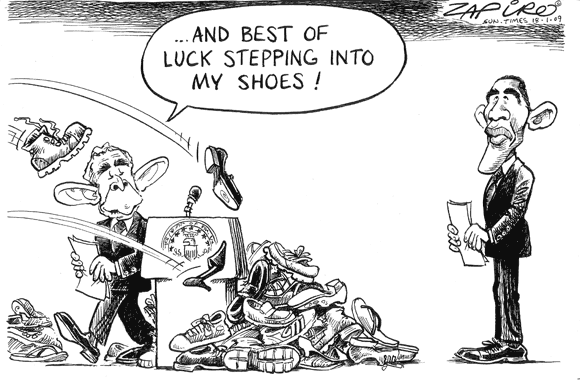 ZAPIRO
SUN. TIMES 18-1-09
...AND BEST OF
LUCK STEPPING INTO
MY SHOES!